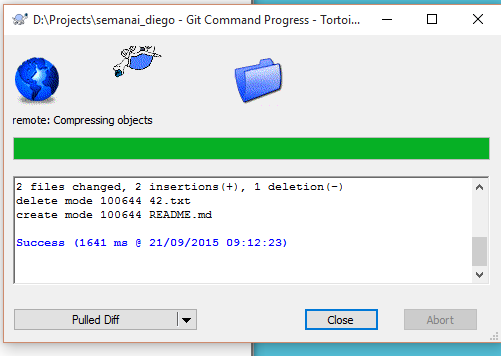 D:\Projects\semanai_diego - Git Command Progress - Tortoi...
remote: Compressing objects
2 files changed, 2 insertions(+), 1 deletion(-)
delete mode 100644 42.txt
create mode 100644 README.md
Success (1641 ms @ 21/09/2015 09:12:23)
Pulled Diff
Close
Abort